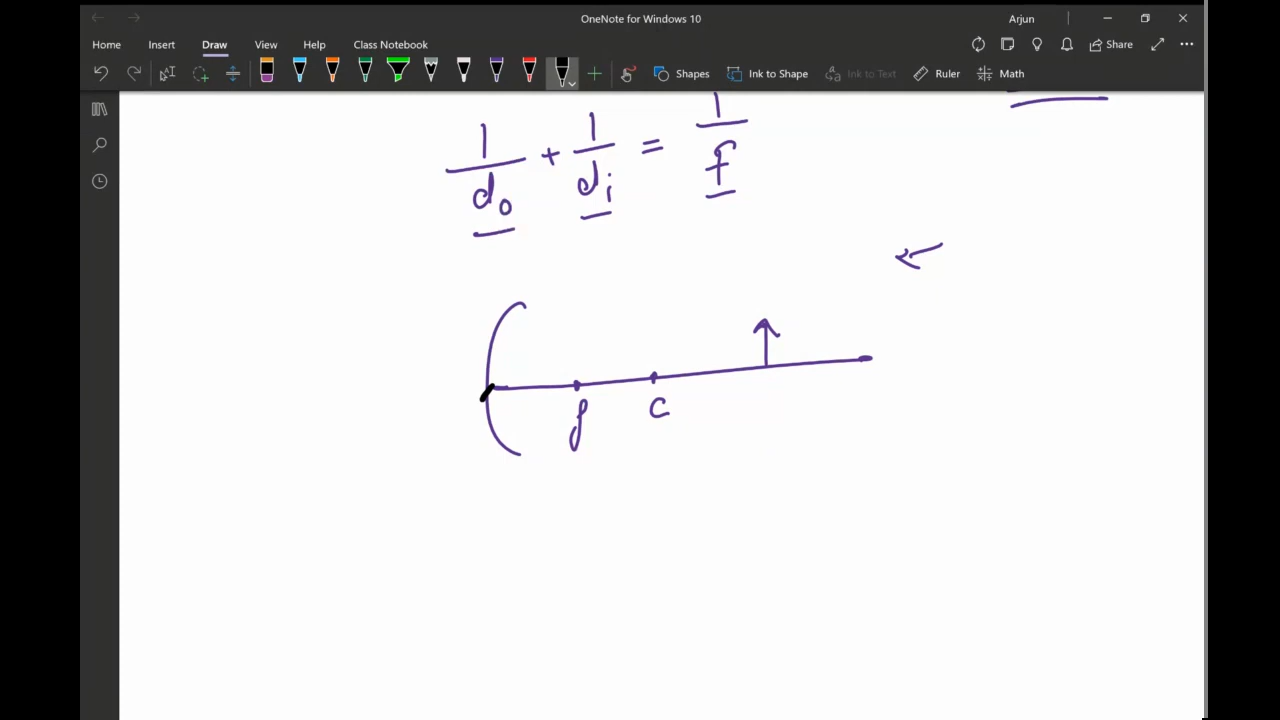 OneNote for Windows 10
Arjun
Home Insert Draw View Help Class Notebook
Share
Shapes Ink to Shape Ink to Text Ruler Math
1/d₀ + 1/dᵢ = 1/f
f C